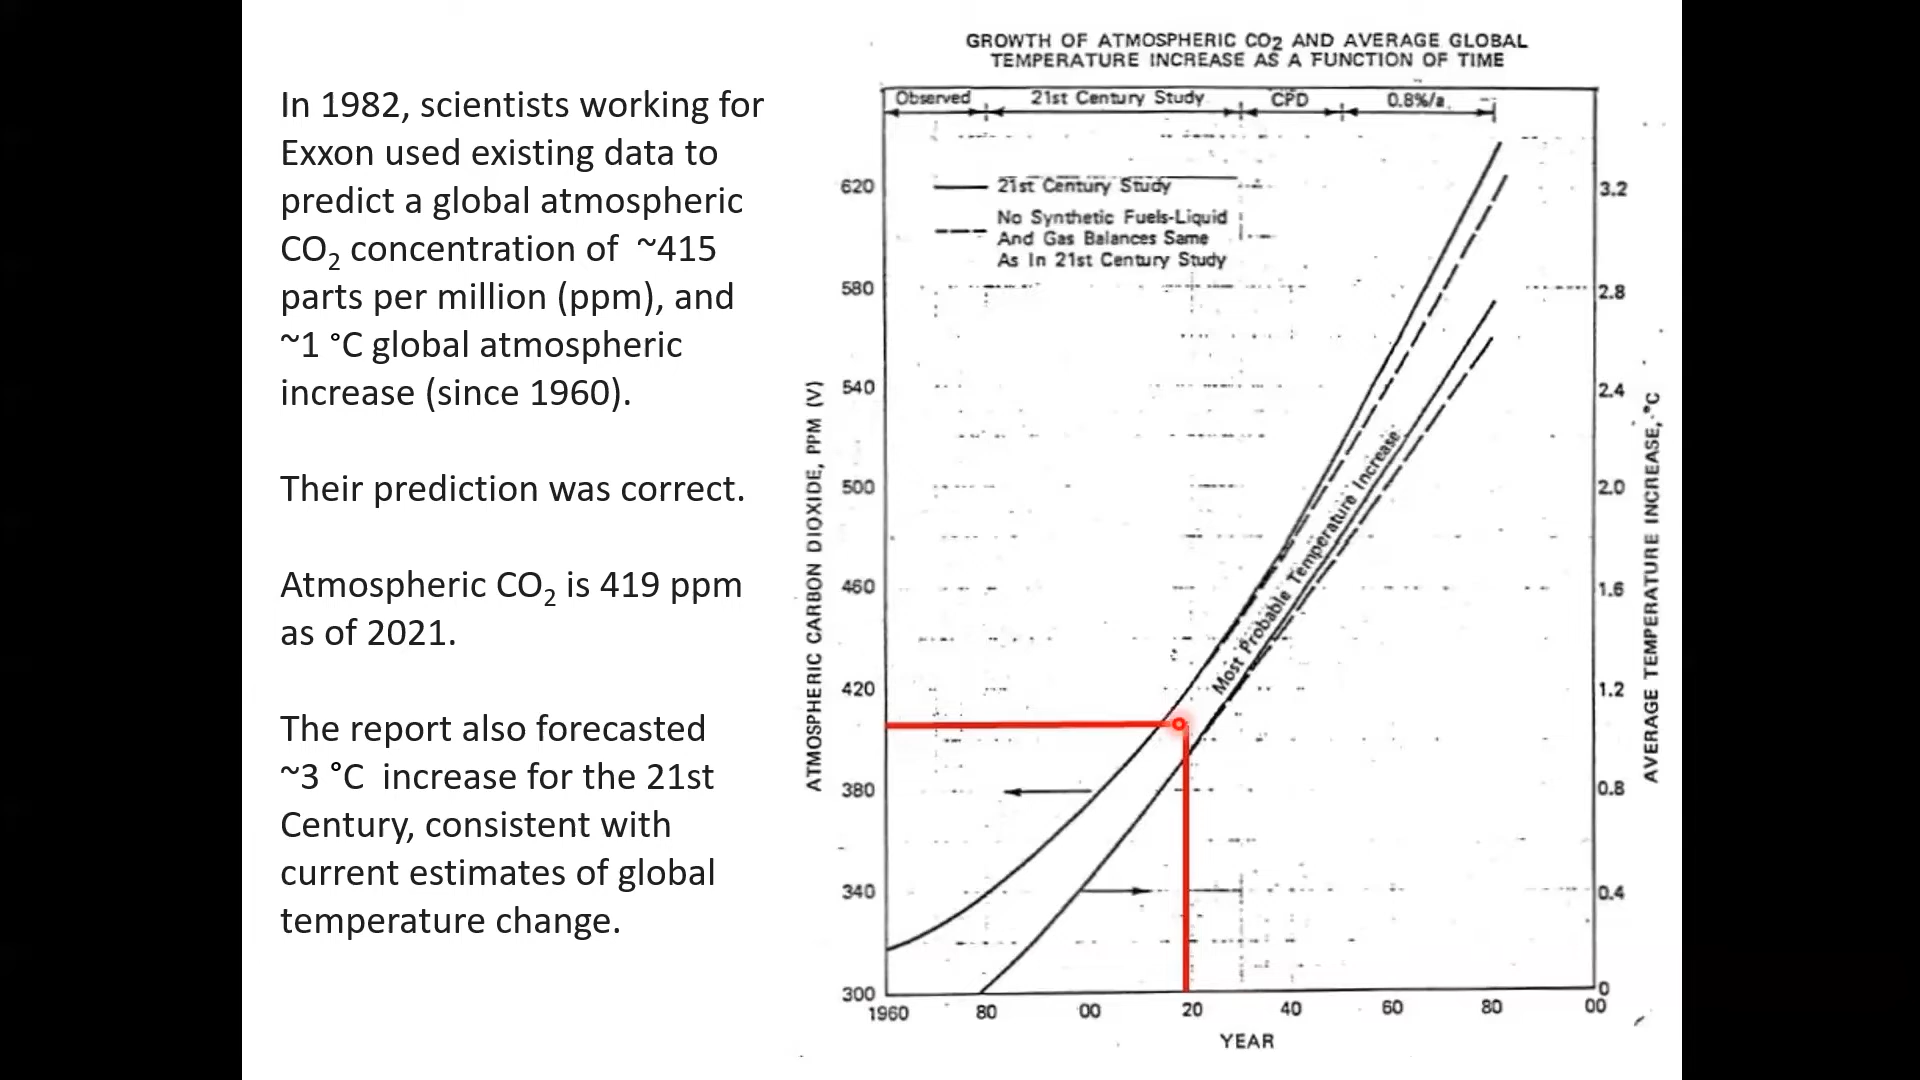 In 1982, scientists working for
Exxon used existing data to
predict a global atmospheric
CO2 concentration of ~415
parts per million (ppm), and
~1 °C global atmospheric
increase (since 1960).
Their prediction was correct.
Atmospheric CO2 is 419 ppm
as of 2021.
The report also forecasted
~3 °C increase for the 21st
Century, consistent with
current estimates of global
temperature change.
GROWTH OF ATMOSPHERIC CO2 AND AVERAGE GLOBAL
TEMPERATURE INCREASE AS A FUNCTION OF TIME
Observed 21st Century Study CPD 0.8%/a
21st Century Study
No Synthetic Fuels-Liquid
And Gas Balances Same
As In 21st Century Study
ATMOSPHERIC CARBON DIOXIDE, PPM (V)
620
580
540
500
460
420
380
340
300
Most Probable Temperature Increase
3.2
2.8
2.4
2.0
1.6
1.2
0.8
0.4
0
AVERAGE TEMPERATURE INCREASE, °C
1960 80 00 20 40 60 80 00
YEAR